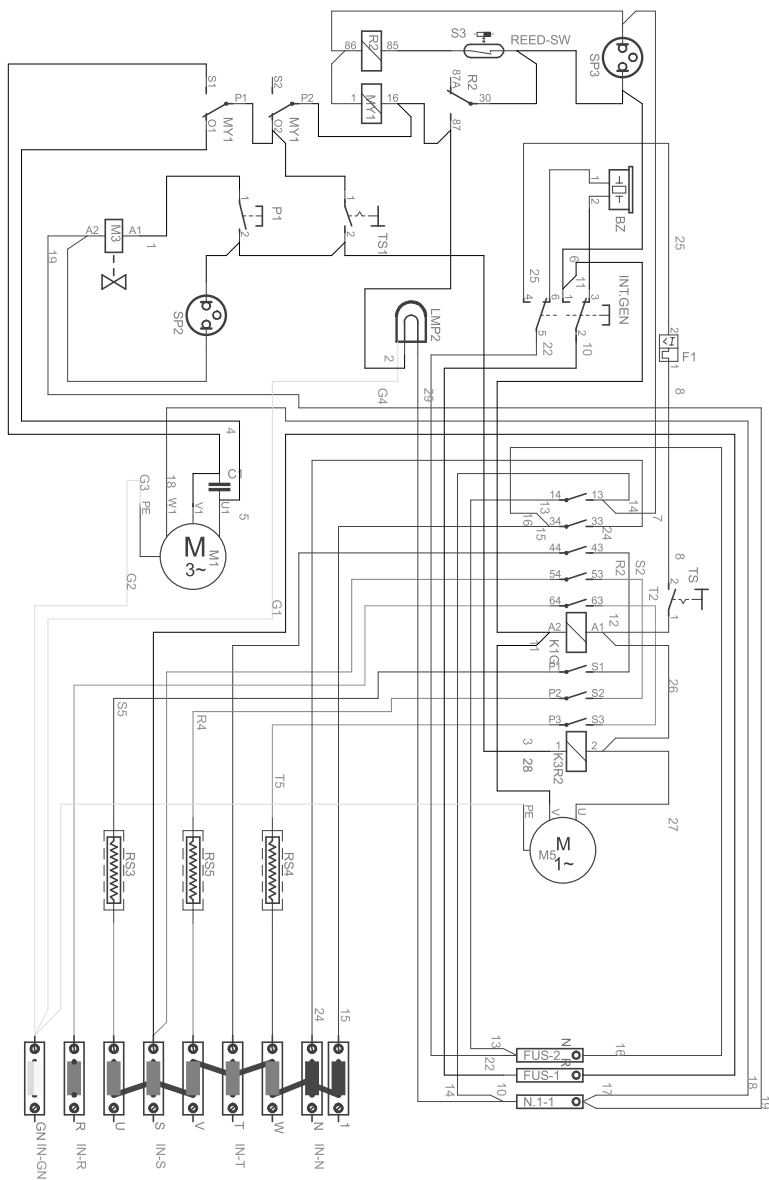 S3
REED-SW
86
R2
85
SP3
S1
S2
87A
R2
P1
P2
1
MY1
16
30
O1
MY1
O2
MY1
87
1
2
BZ
1
P1
2
1
TS1
2
A2
M3
A1
1
19
25
25
6
11
4
6
1
3
INT.GEN
5
2
22
10
SP2
LMP2
2
2
F1
1
G4
29
8
4
C1
G3
18
W1
V1
U1
5
PE
14
13
13
14
16
34
33
15
24
7
M
3~
M1
44
43
8
54
53
R2
S2
T2
G2
G1
64
63
2
TS
1
A2
A1
12
K1G
11
P1
S1
26
P2
S2
S5
R4
P3
S3
3
1
2
28
K3R2
T5
PE
V
U
27
M
1~
M5
RS3
RS5
RS4
24
15
13
N
16
FUS-2
22
R
FUS-1
14
10
N.1-1
17
18
19
GN
R
U
S
V
T
W
N
1
IN-GN
IN-R
IN-S
IN-T
IN-N